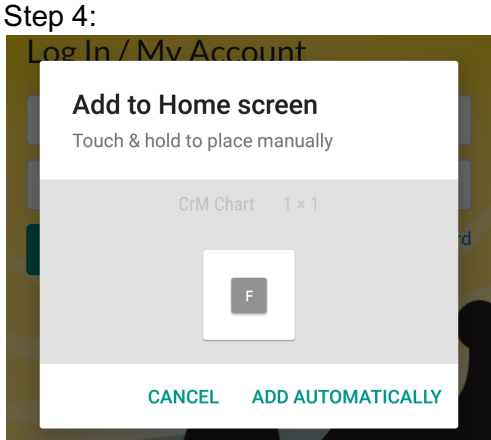 Step 4:
Log In / My Account
Add to Home screen
Touch & hold to place manually
CrM Chart 1 × 1
rd
F
CANCEL ADD AUTOMATICALLY